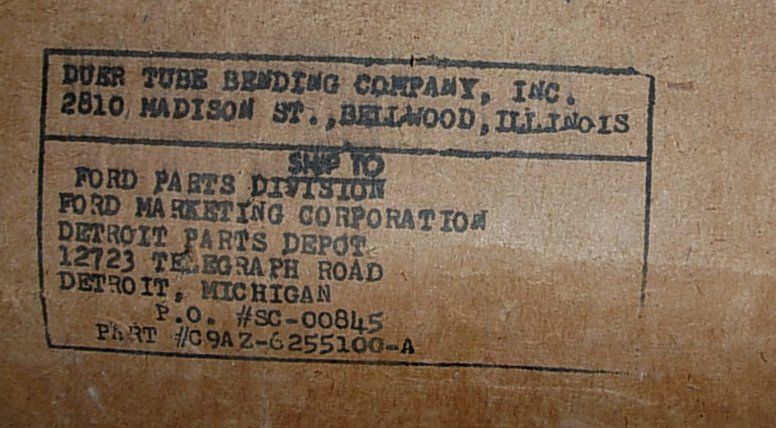 DUER TUBE BENDING COMPANY, INC.
2810 MADISON ST., BELLWOOD, ILLINOIS
SHIP TO
FORD PARTS DIVISION
FORD MARKETING CORPORATION
DETROIT PARTS DEPOT
12723 TELEGRAPH ROAD
DETROIT, MICHIGAN
P.O. #SC-00845
PART #C9AZ-6255100-A